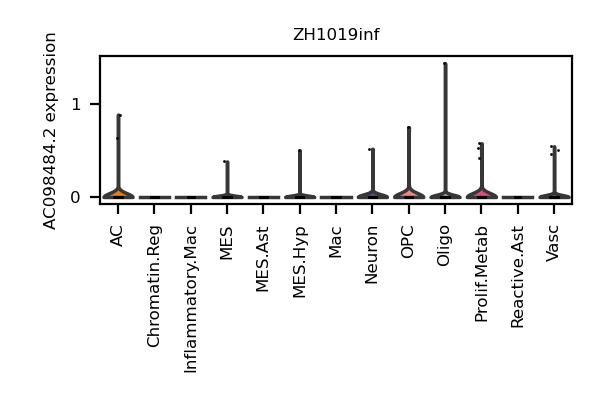 ZH1019inf
AC098484.2 expression
1
0
AC
Chromatin.Reg
Inflammatory.Mac
MES
MES.Ast
MES.Hyp
Mac
Neuron
OPC
Oligo
Prolif.Metab
Reactive.Ast
Vasc